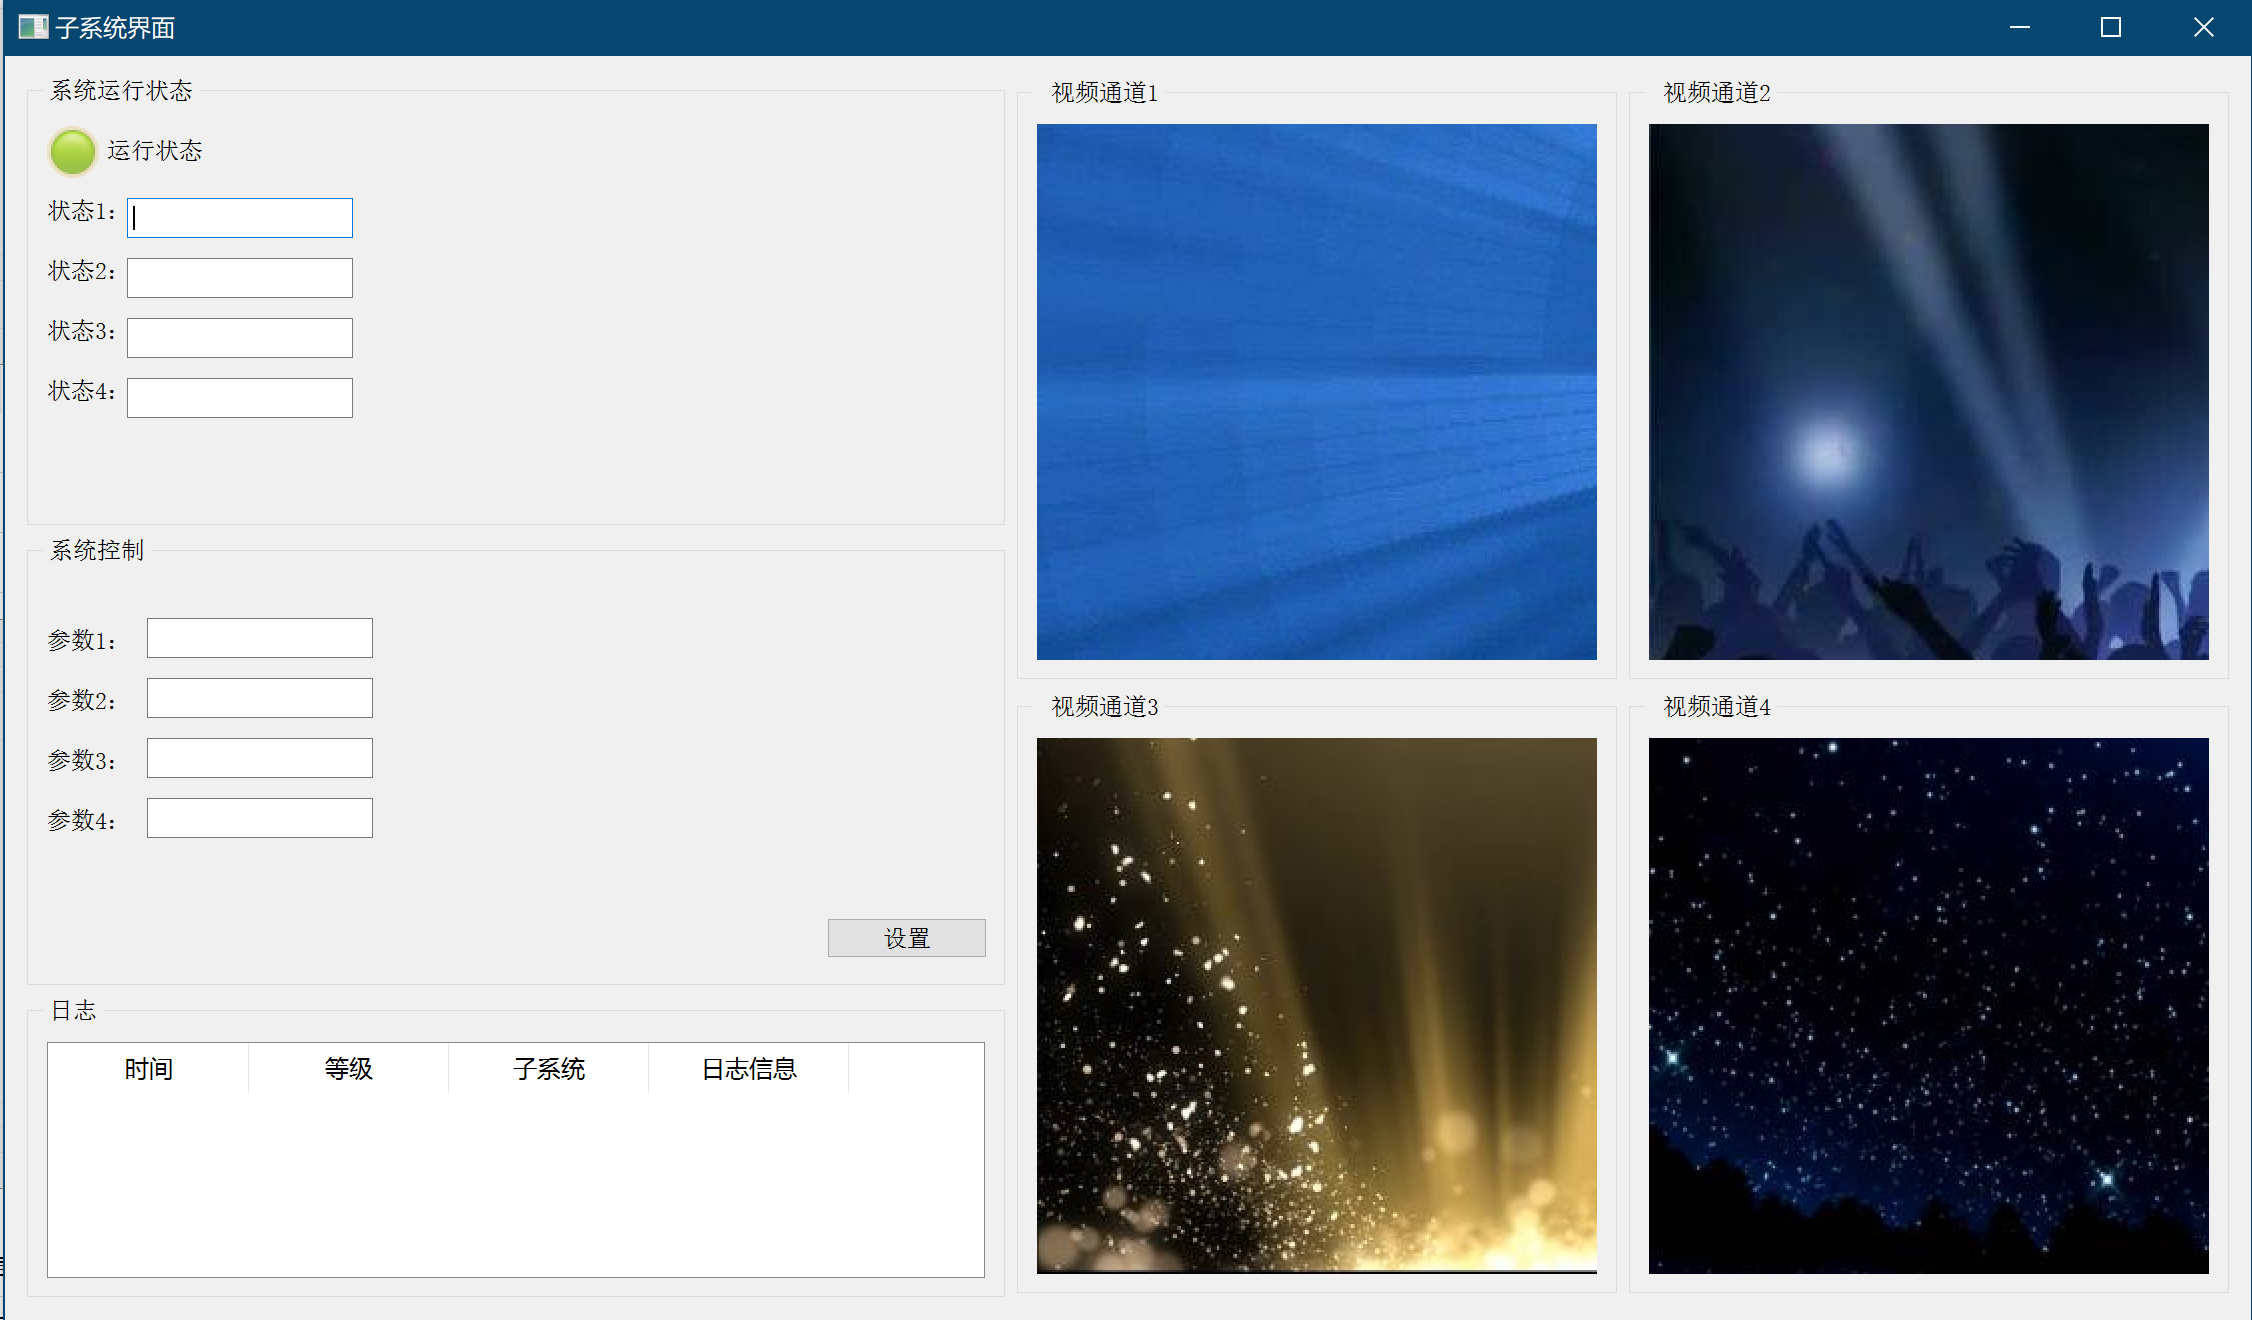 子系统界面
系统运行状态
运行状态
状态1：
状态2：
状态3：
状态4：
系统控制
参数1：
参数2：
参数3：
参数4：
设置
日志
时间 等级 子系统 日志信息
视频通道1
视频通道2
视频通道3
视频通道4